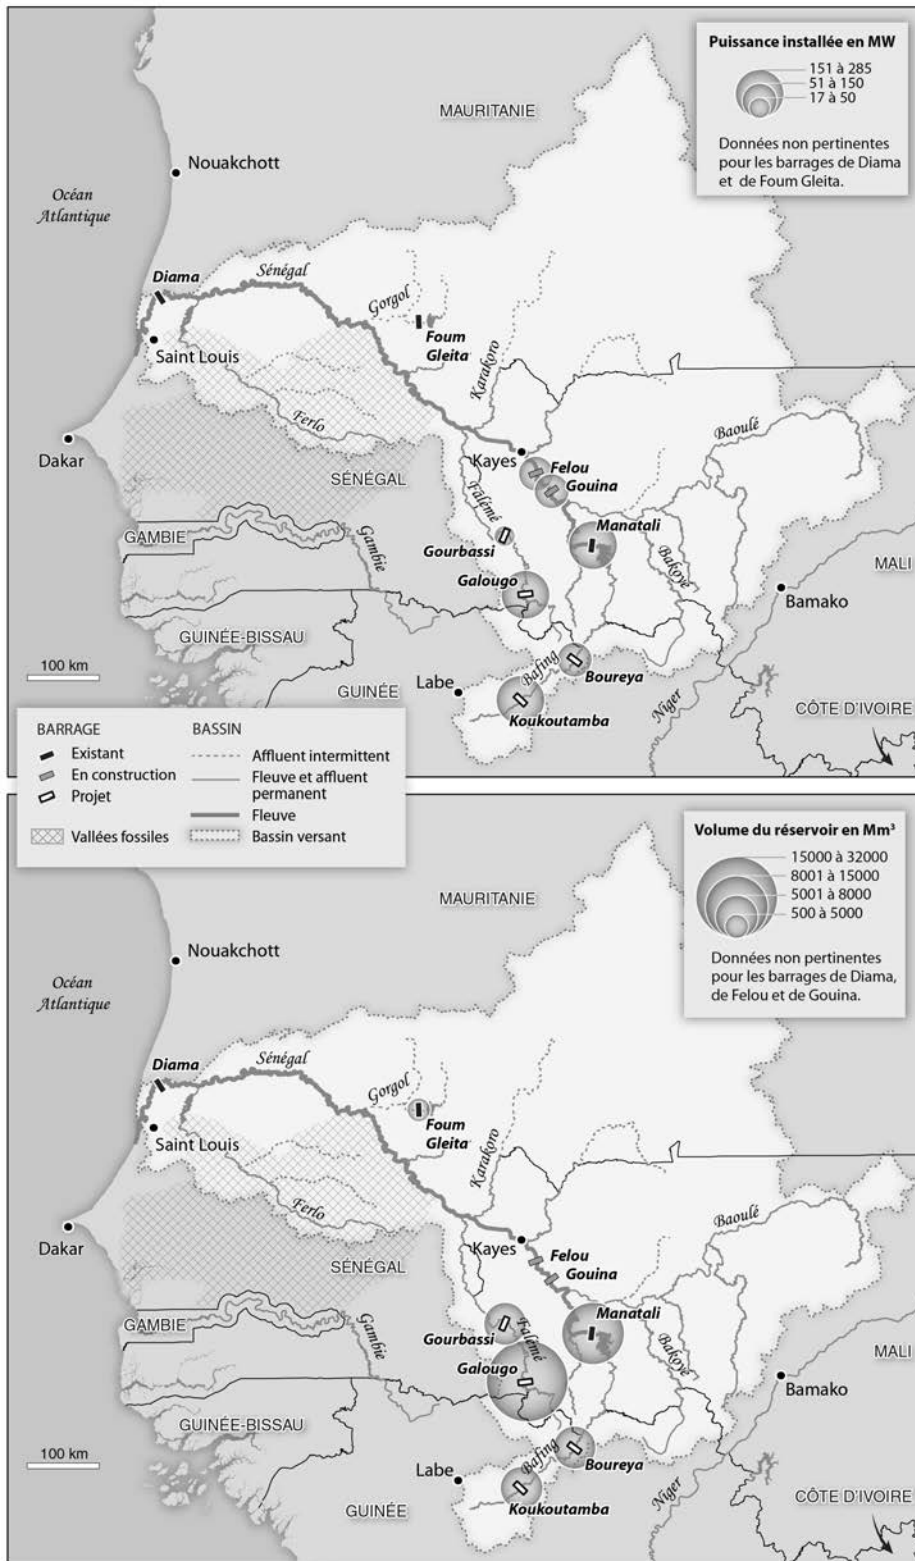 Puissance installée en MW
151 à 285
51 à 150
17 à 50
Données non pertinentes
pour les barrages de Diama
et de Foum Gleita.
MAURITANIE
Nouakchott
Océan
Atlantique
Sénégal
Diama
Gorgol
Foum
Gleita
Saint Louis
Karakoro
Ferlo
Baoulé
Dakar
Kayes
Felou
Gouina
SÉNÉGAL
Falémé
Manatali
GAMBIE
Gambie
Gourbassi
Bakoye
MALI
Galougo
Bamako
GUINÉE-BISSAU
100 km
Bafing
Boureya
Labe
GUINÉE
Koukoutamba
Niger
CÔTE D'IVOIRE
BARRAGE
Existant
En construction
Projet
Vallées fossiles
BASSIN
Affluent intermittent
Fleuve et affluent
permanent
Fleuve
Bassin versant
Volume du réservoir en Mm³
15000 à 32000
8001 à 15000
5001 à 8000
500 à 5000
Données non pertinentes
pour les barrages de Diama,
de Felou et de Gouina.
MAURITANIE
Nouakchott
Océan
Atlantique
Sénégal
Diama
Gorgol
Foum
Gleita
Saint Louis
Karakoro
Ferlo
Baoulé
Dakar
Kayes
Felou
Gouina
SÉNÉGAL
Manatali
GAMBIE
Gambie
Gourbassi
Falémé
Bakoye
MALI
Galougo
Bamako
GUINÉE-BISSAU
100 km
Bafing
Boureya
Labe
Koukoutamba
Niger
GUINÉE
CÔTE D'IVOIRE